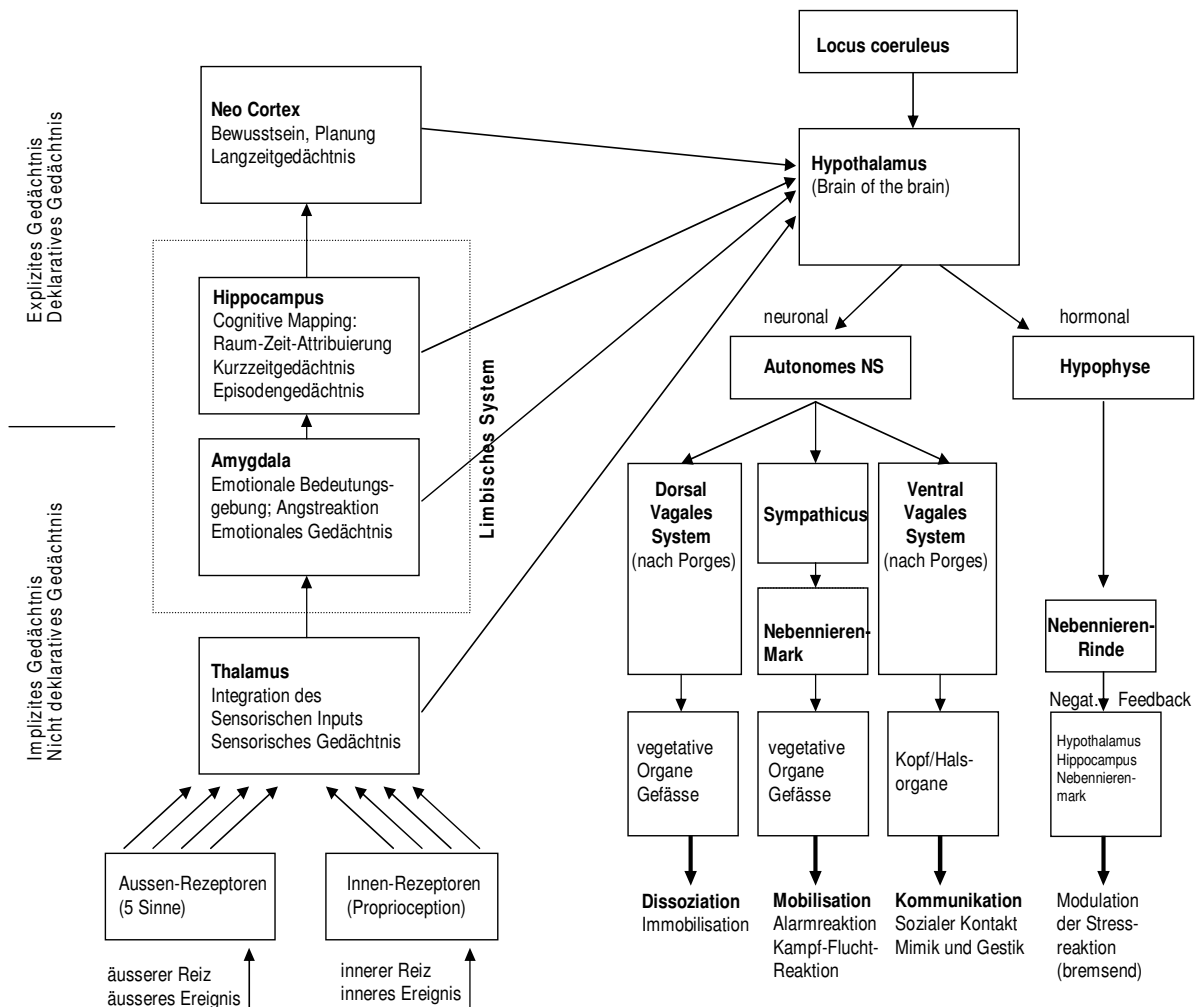 Locus coeruleus
Neo Cortex
Bewusstsein, Planung
Langzeitgedächtnis
Hypothalamus
(Brain of the brain)
Explizites Gedächtnis
Deklaratives Gedächtnis
Hippocampus
Cognitive Mapping:
Raum-Zeit-Attribuierung
Kurzzeitgedächtnis
Episodengedächtnis
Limbisches System
neuronal
hormonal
Autonomes NS
Hypophyse
Amygdala
Emotionale Bedeutungs-
gebung; Angstreaktion
Emotionales Gedächtnis
Dorsal
Vagales
System
(nach Porges)
Sympathicus
Ventral
Vagales
System
(nach Porges)
Nebennieren-
Mark
Nebennieren-
Rinde
Implizites Gedächtnis
Nicht deklaratives Gedächtnis
Thalamus
Integration des
Sensorischen Inputs
Sensorisches Gedächtnis
Negat. Feedback
vegetative
Organe
Gefässe
vegetative
Organe
Gefässe
Kopf/Hals-
organe
Hypothalamus
Hippocampus
Nebennieren-
mark
Aussen-Rezeptoren
(5 Sinne)
Innen-Rezeptoren
(Proprioception)
Dissoziation
Immobilisation
Mobilisation
Alarmreaktion
Kampf-Flucht-
Reaktion
Kommunikation
Sozialer Kontakt
Mimik und Gestik
Modulation
der Stress-
reaktion
(bremsend)
äusserer Reiz
äusseres Ereignis
innerer Reiz
inneres Ereignis